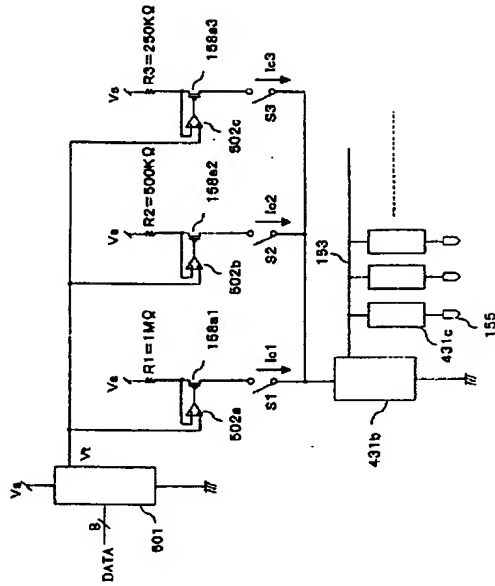 Vs R3=250KΩ
158a3
502c
S3 Ic3
Vs R2=500KΩ
158a2
502b
S2 Ic2
Vs R1=1MΩ
158a1
502a
S1 Ic1
Vt
Vs
DATA 8
501
153
155
431c
431b